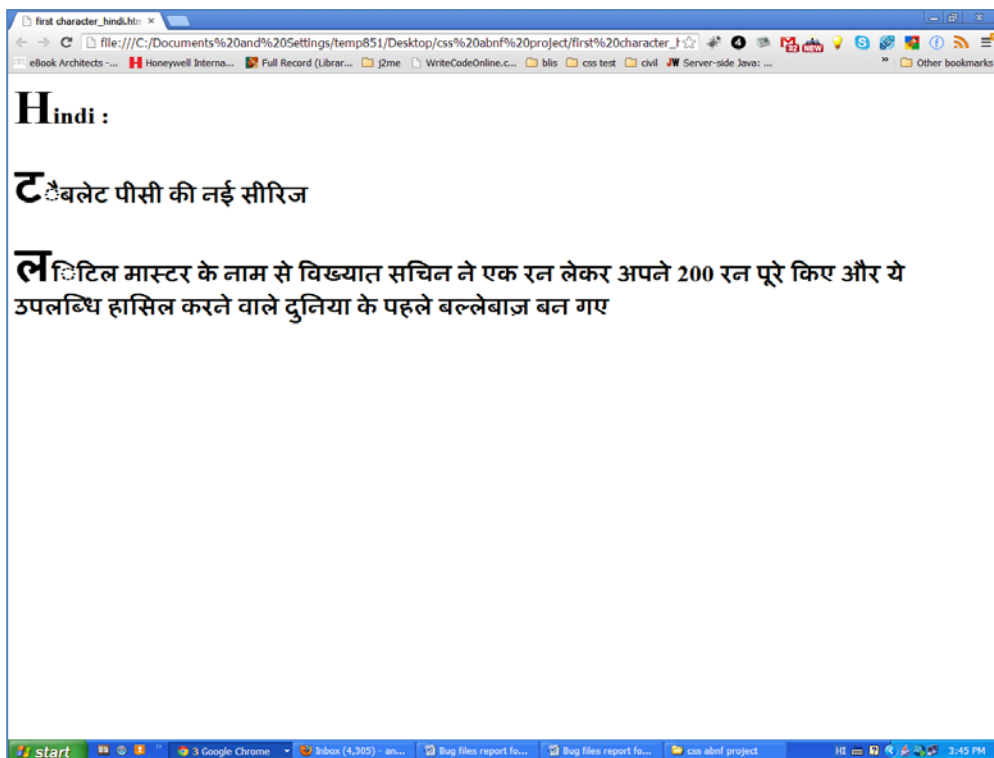 first character_hindi.htn ×
file:///C:/Documents%20and%20Settings/temp851/Desktop/css%20abnf%20project/first%20character_h
eBook Architects -... Honeywell Interna... Full Record (Librar... j2me WriteCodeOnline.c... blis css test civil Server-side Java: ... » Other bookmarks
Hindi :
टैबलेट पीसी की नई सीरिज
लिटिल मास्टर के नाम से विख्यात सचिन ने एक रन लेकर अपने 200 रन पूरे किए और ये
उपलब्धि हासिल करने वाले दुनिया के पहले बल्लेबाज़ बन गए
start 3 Google Chrome Inbox (4,305) - an... Bug files report fo... Bug files report fo... css abnf project HI 3:45 PM